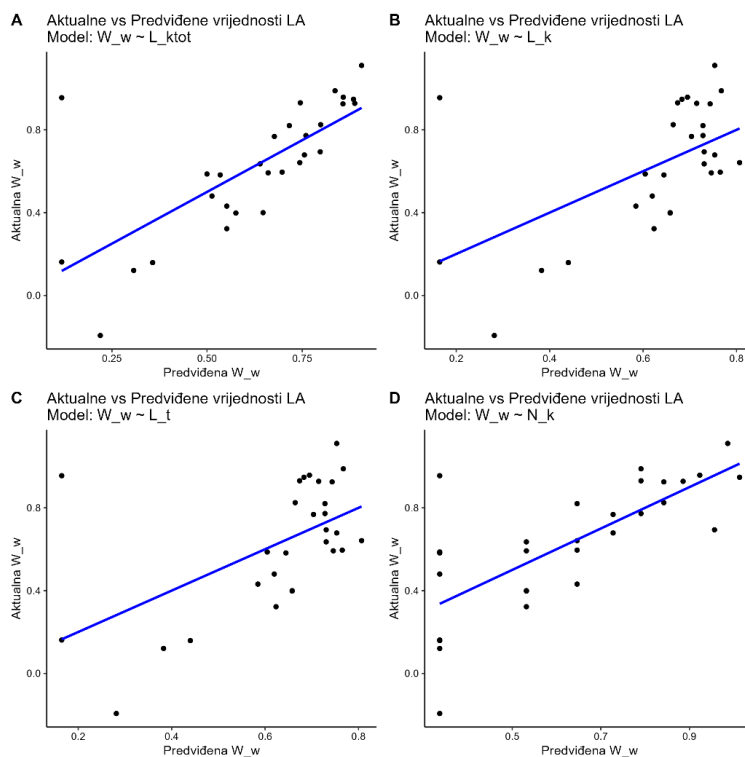 A
Aktualne vs Predviđene vrijednosti LA
Model: W_w ~ L_ktot
Aktualna W_w
0.8
0.4
0.0
0.25
0.50
0.75
Predviđena W_w
B
Aktualne vs Predviđene vrijednosti LA
Model: W_w ~ L_k
Aktualna W_w
0.8
0.4
0.0
0.2
0.4
0.6
0.8
Predviđena W_w
C
Aktualne vs Predviđene vrijednosti LA
Model: W_w ~ L_t
Aktualna W_w
0.8
0.4
0.0
0.2
0.4
0.6
0.8
Predviđena W_w
D
Aktualne vs Predviđene vrijednosti LA
Model: W_w ~ N_k
Aktualna W_w
0.8
0.4
0.0
0.5
0.7
0.9
Predviđena W_w